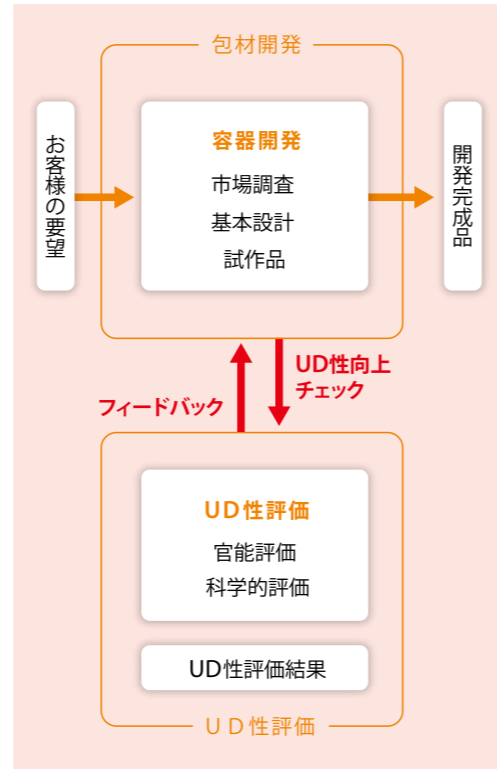 包材開発
お客様の要望
容器開発
市場調査
基本設計
試作品
開発完成品
フィードバック
UD性向上
チェック
UD性評価
官能評価
科学的評価
UD性評価結果
UD性評価